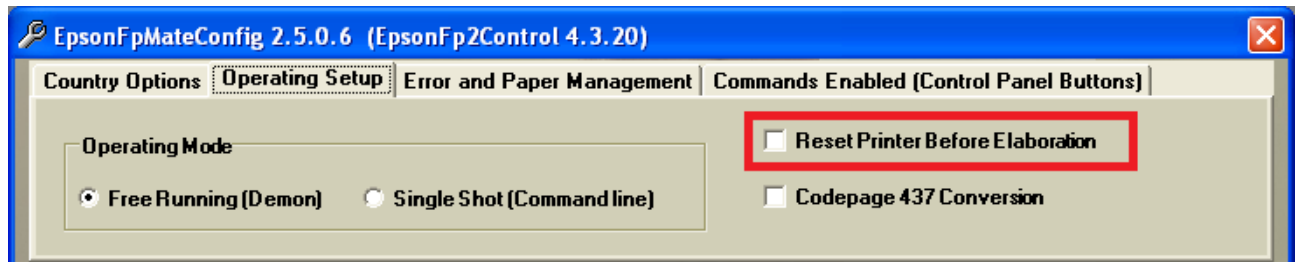 EpsonFpMateConfig 2.5.0.6 (EpsonFp2Control 4.3.20)
Country Options Operating Setup Error and Paper Management Commands Enabled (Control Panel Buttons)
Operating Mode
Reset Printer Before Elaboration
Free Running (Demon) Single Shot (Command line)
Codepage 437 Conversion